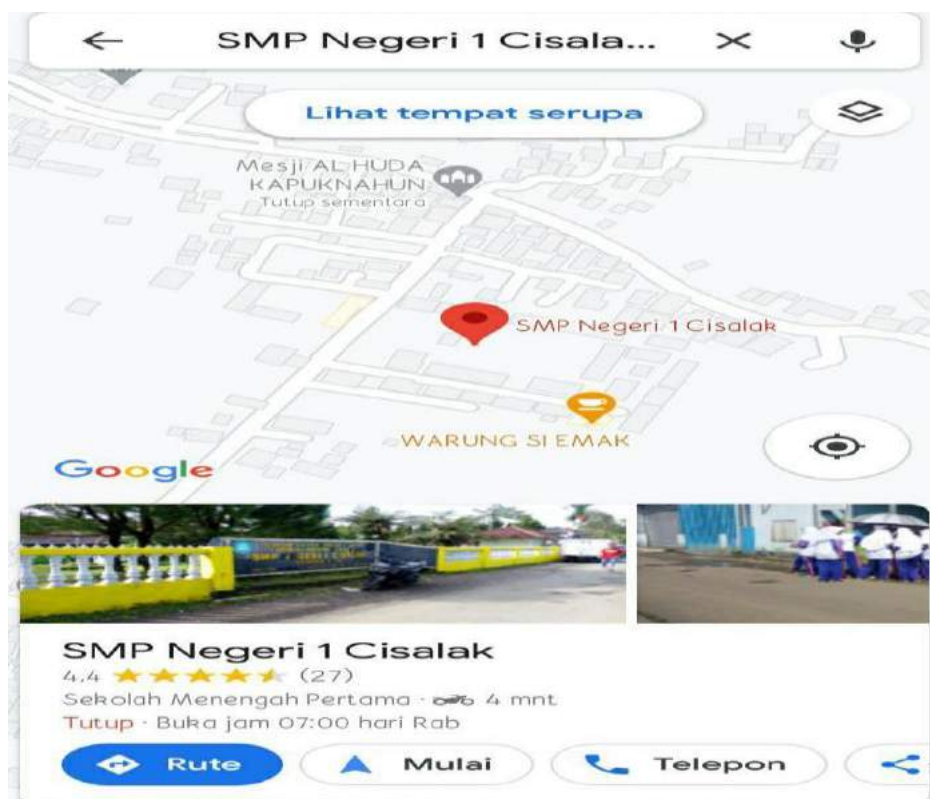 SMP Negeri 1 Cisala...
Lihat tempat serupa
Mesji AL HUDA
KAPUKNAHUN
Tutup sementara
SMP Negeri 1 Cisalak
WARUNG SI EMAK
Google
SMP Negeri 1 Cisalak
4,4 (27)
Sekolah Menengah Pertama · 4 mnt
Tutup · Buka jam 07:00 hari Rab
Rute Mulai Telepon